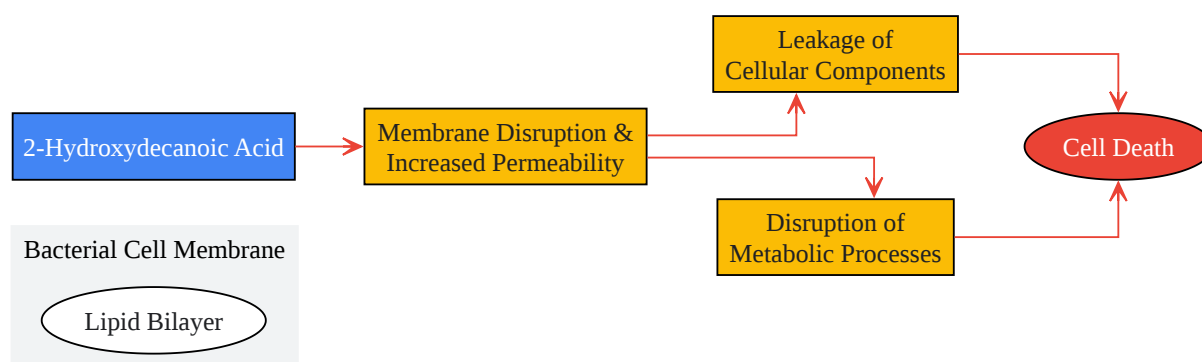 2-Hydroxydecanoic Acid
Membrane Disruption &
Increased Permeability
Leakage of
Cellular Components
Disruption of
Metabolic Processes
Cell Death
Bacterial Cell Membrane
Lipid Bilayer